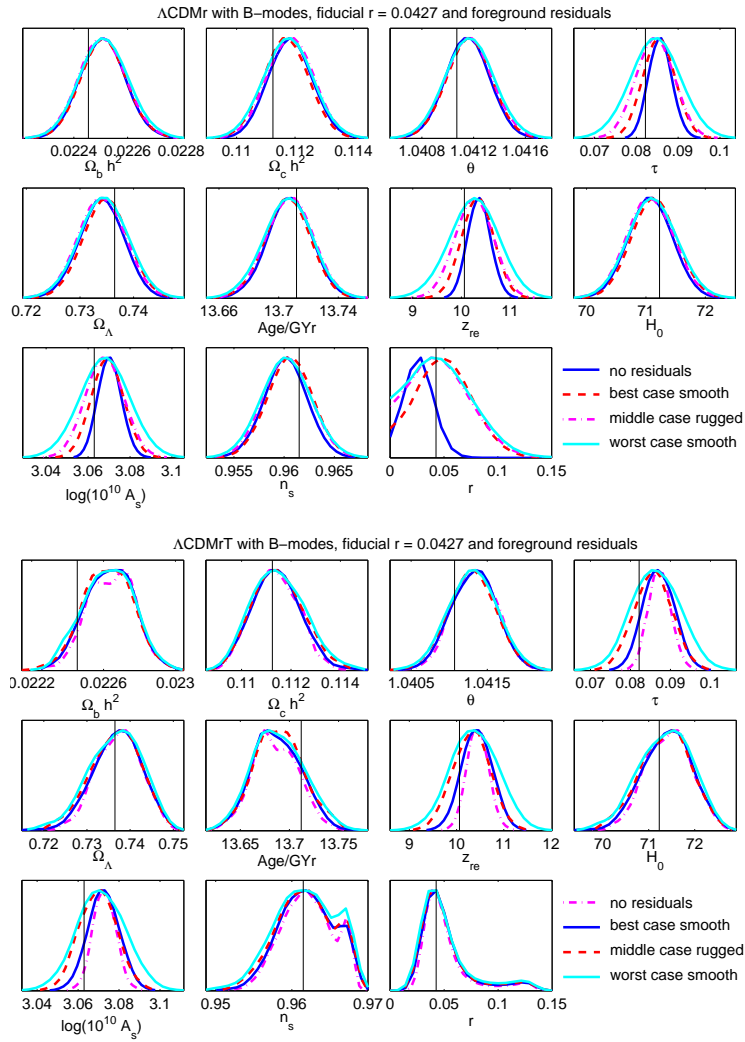 ΛCDMr with B−modes, fiducial r = 0.0427 and foreground residuals
0.0224 0.0226 0.0228
Ω_b h²
0.11 0.112 0.114
Ω_c h²
1.0408 1.0412 1.0416
θ
0.07 0.08 0.09 0.1
τ
0.72 0.73 0.74
Ω_Λ
13.66 13.7 13.74
Age/GYr
9 10 11
z_re
70 71 72
H_0
3.04 3.06 3.08 3.1
log(10¹⁰ A_s)
0.955 0.96 0.965
n_s
0 0.05 0.1 0.15
r
no residuals
best case smooth
middle case rugged
worst case smooth
ΛCDMrT with B−modes, fiducial r = 0.0427 and foreground residuals
0.0222 0.0226 0.023
Ω_b h²
0.11 0.112 0.114
Ω_c h²
1.0405 1.0415
θ
0.07 0.08 0.09 0.1
τ
0.72 0.73 0.74 0.75
Ω_Λ
13.65 13.7 13.75
Age/GYr
9 10 11 12
z_re
70 71 72
H_0
3.04 3.06 3.08 3.1
log(10¹⁰ A_s)
0.95 0.96 0.97
n_s
0 0.05 0.1 0.15
r
no residuals
best case smooth
middle case rugged
worst case smooth